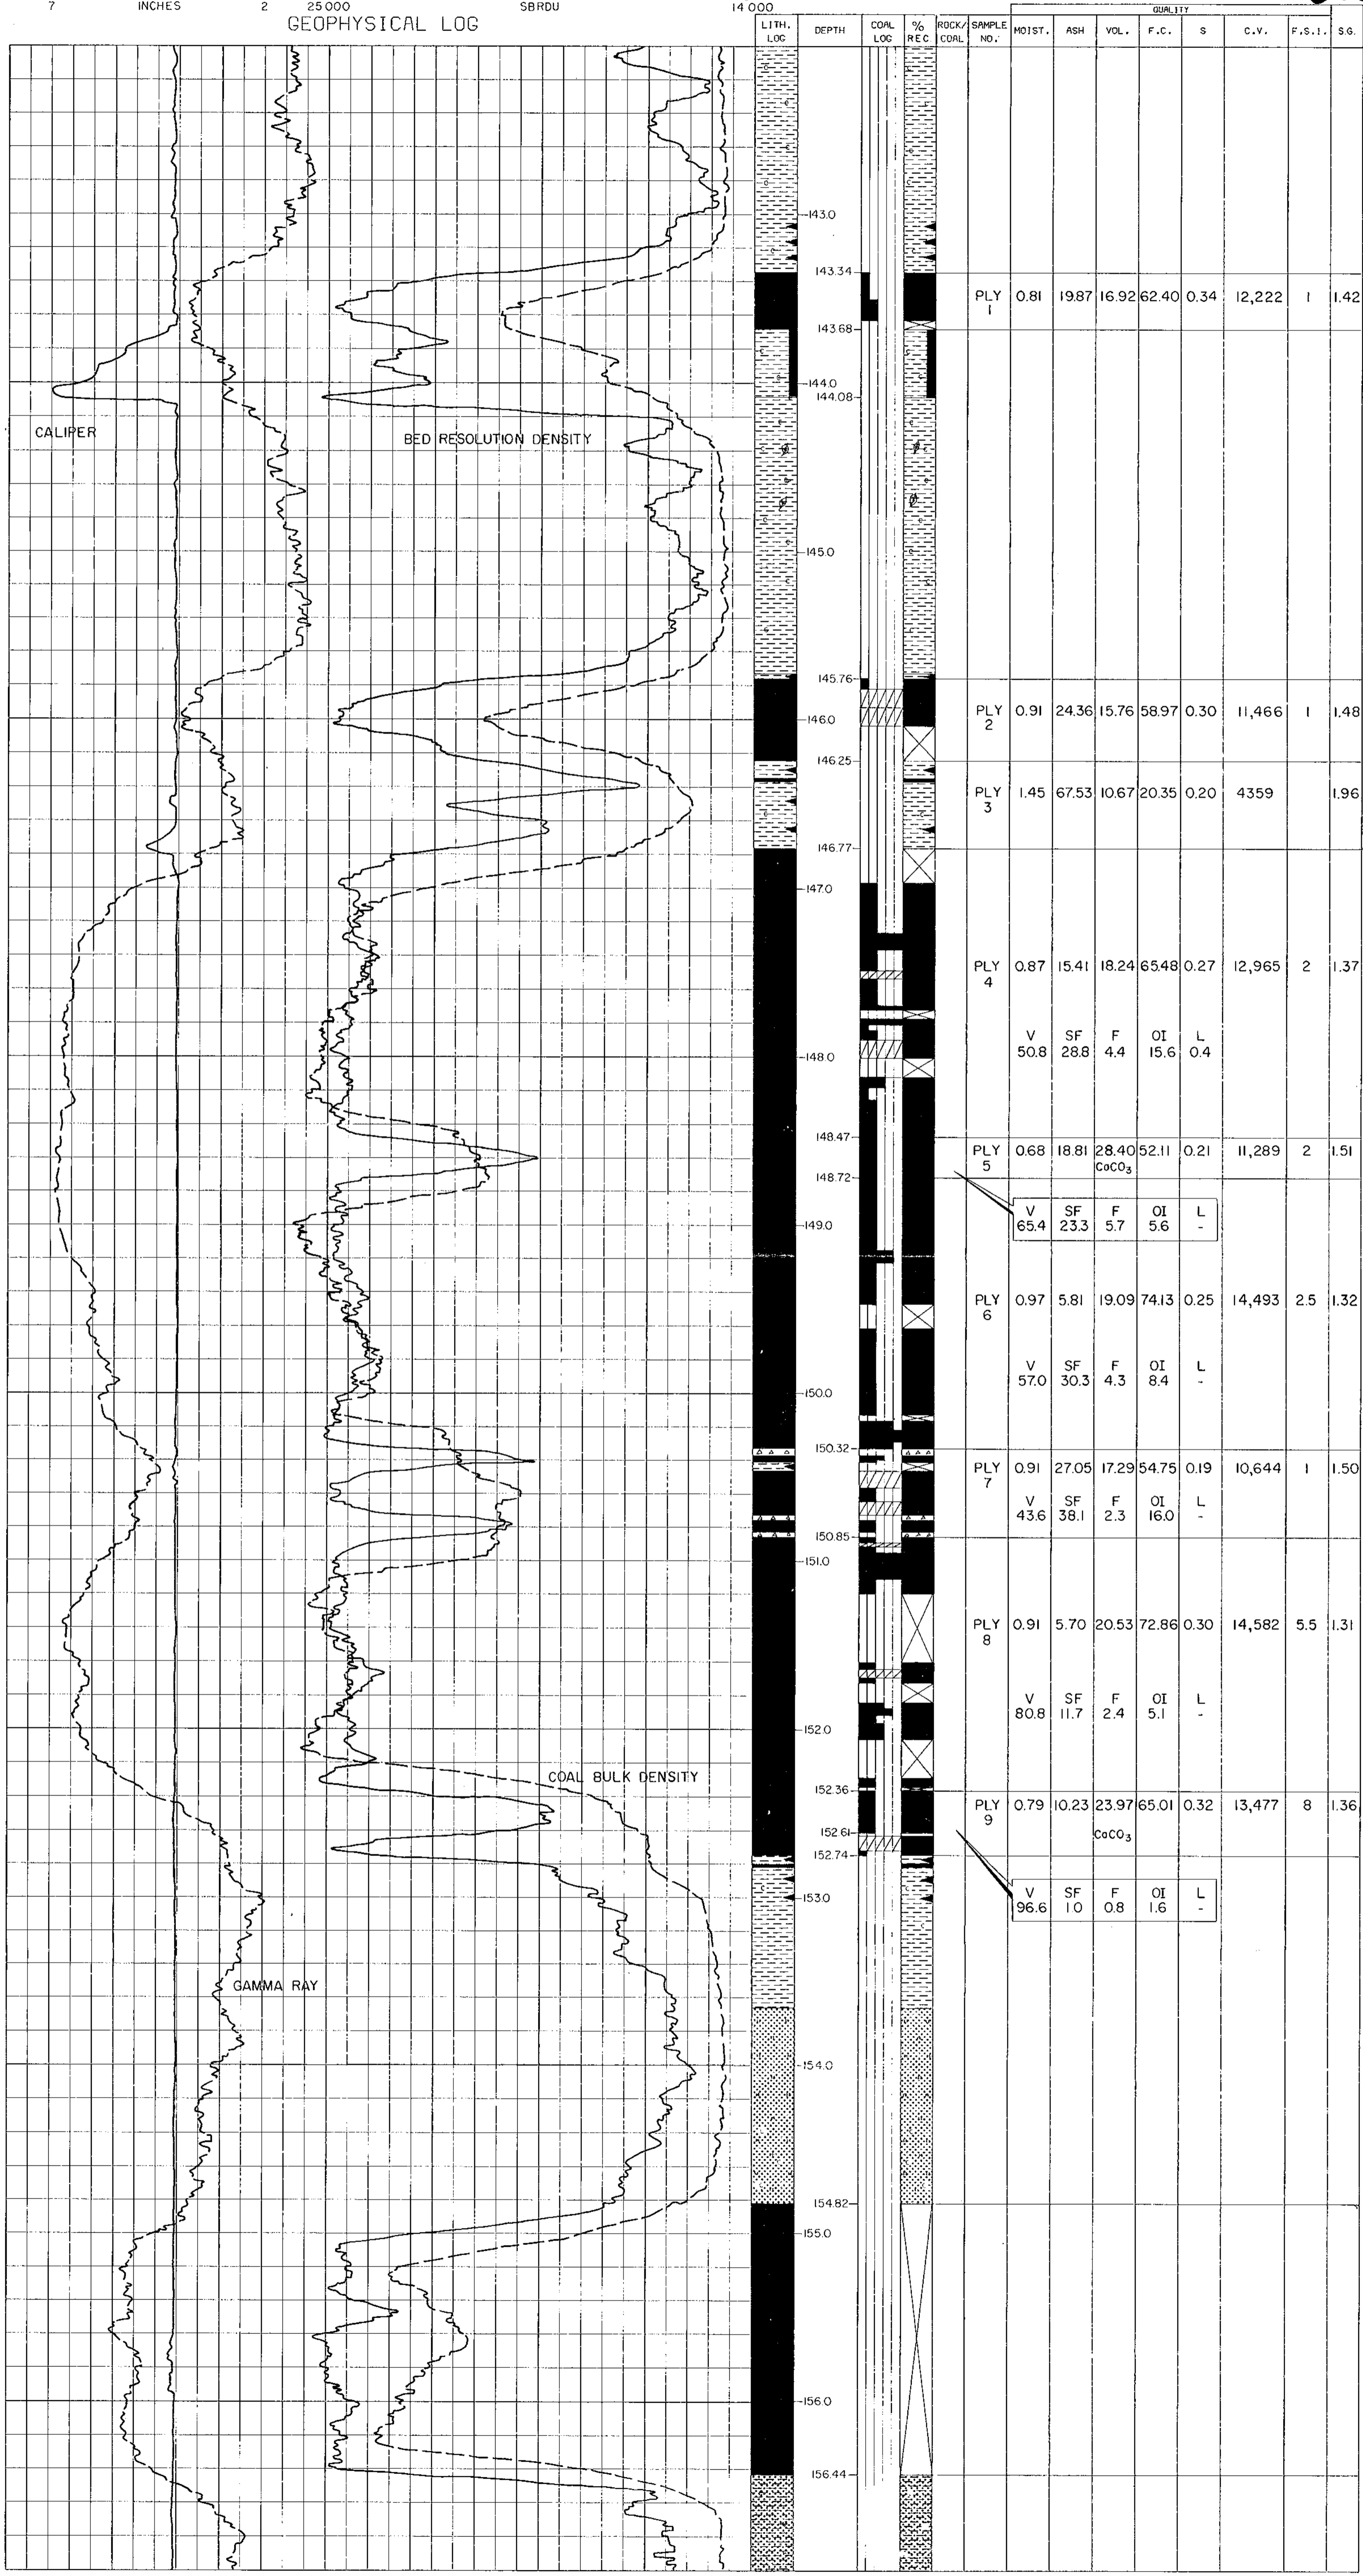 7 INCHES 2 25000 SBRDU 14 000
GEOPHYSICAL LOG
QUALITY
LITH. LOG DEPTH COAL LOG % REC ROCK/ COAL SAMPLE NO. MOIST. ASH VOL. F.C. S C.V. F.S.I. S.G.
143.0
143.34
PLY 1 0.81 19.87 16.92 62.40 0.34 12,222 1 1.42
143.68
144.0
144.08
CALIPER
BED RESOLUTION DENSITY
145.0
145.76
PLY 2 0.91 24.36 15.76 58.97 0.30 11,466 1 1.48
146.0
146.25
PLY 3 1.45 67.53 10.67 20.35 0.20 4359 1.96
146.77
147.0
PLY 4 0.87 15.41 18.24 65.48 0.27 12,965 2 1.37
V SF F OI L
50.8 28.8 4.4 15.6 0.4
148.0
148.47
PLY 5 0.68 18.81 28.40 52.11 0.21 11,289 2 1.51
CaCO3
148.72
V SF F OI L
65.4 23.3 5.7 5.6 -
149.0
PLY 6 0.97 5.81 19.09 74.13 0.25 14,493 2.5 1.32
V SF F OI L
57.0 30.3 4.3 8.4 -
150.0
150.32
PLY 7 0.91 27.05 17.29 54.75 0.19 10,644 1 1.50
V SF F OI L
43.6 38.1 2.3 16.0 -
150.85
151.0
PLY 8 0.91 5.70 20.53 72.86 0.30 14,582 5.5 1.31
V SF F OI L
80.8 11.7 2.4 5.1 -
152.0
COAL BULK DENSITY
152.36
PLY 9 0.79 10.23 23.97 65.01 0.32 13,477 8 1.36
152.61
CaCO3
152.74
V SF F OI L
96.6 1.0 0.8 1.6 -
153.0
GAMMA RAY
154.0
154.82
155.0
156.0
156.44